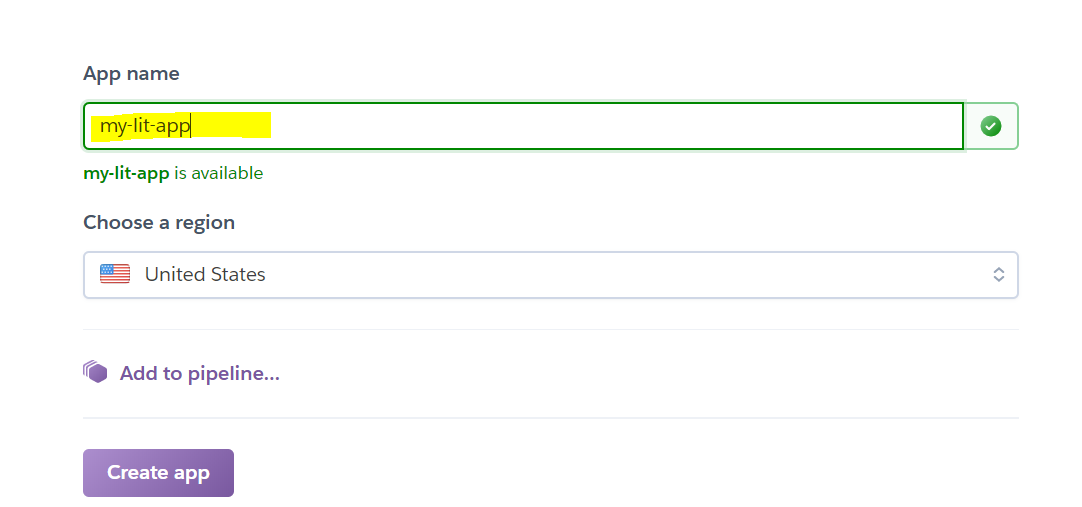 App name
my-lit-app
my-lit-app is available
Choose a region
United States
Add to pipeline...
Create app